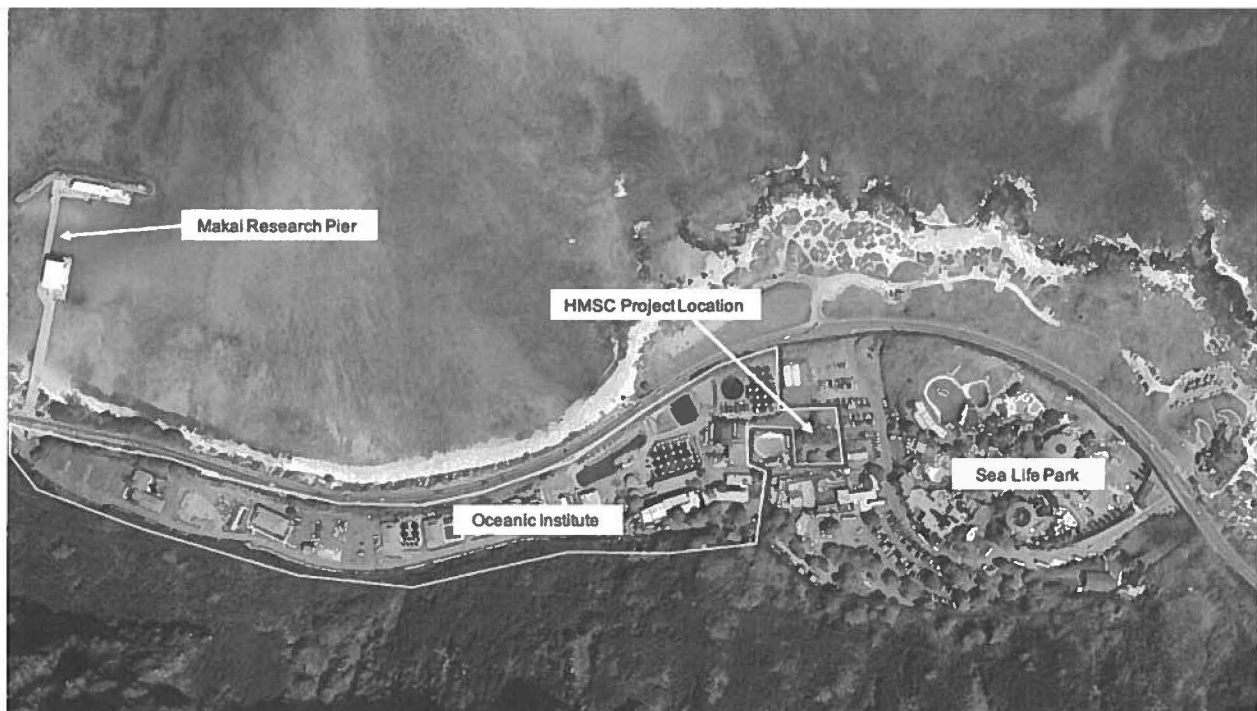 Makai Research Pier
HMSC Project Location
Sea Life Park
Oceanic Institute